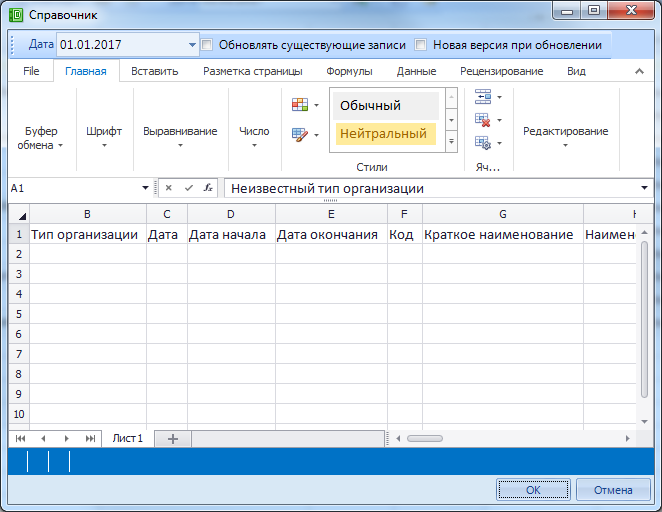 Справочник
Дата 01.01.2017 Обновлять существующие записи Новая версия при обновлении
File Главная Вставить Разметка страницы Формулы Данные Рецензирование Вид
Буфер обмена Шрифт Выравнивание Число Обычный Нейтральный Редактирование
Стили Яч...
A1 fx Неизвестный тип организации
B C D E F G H
1 Тип организации Дата Дата начала Дата окончания Код Краткое наименование Наимен
2
3
4
5
6
7
8
9
10
Лист1
OK Отмена